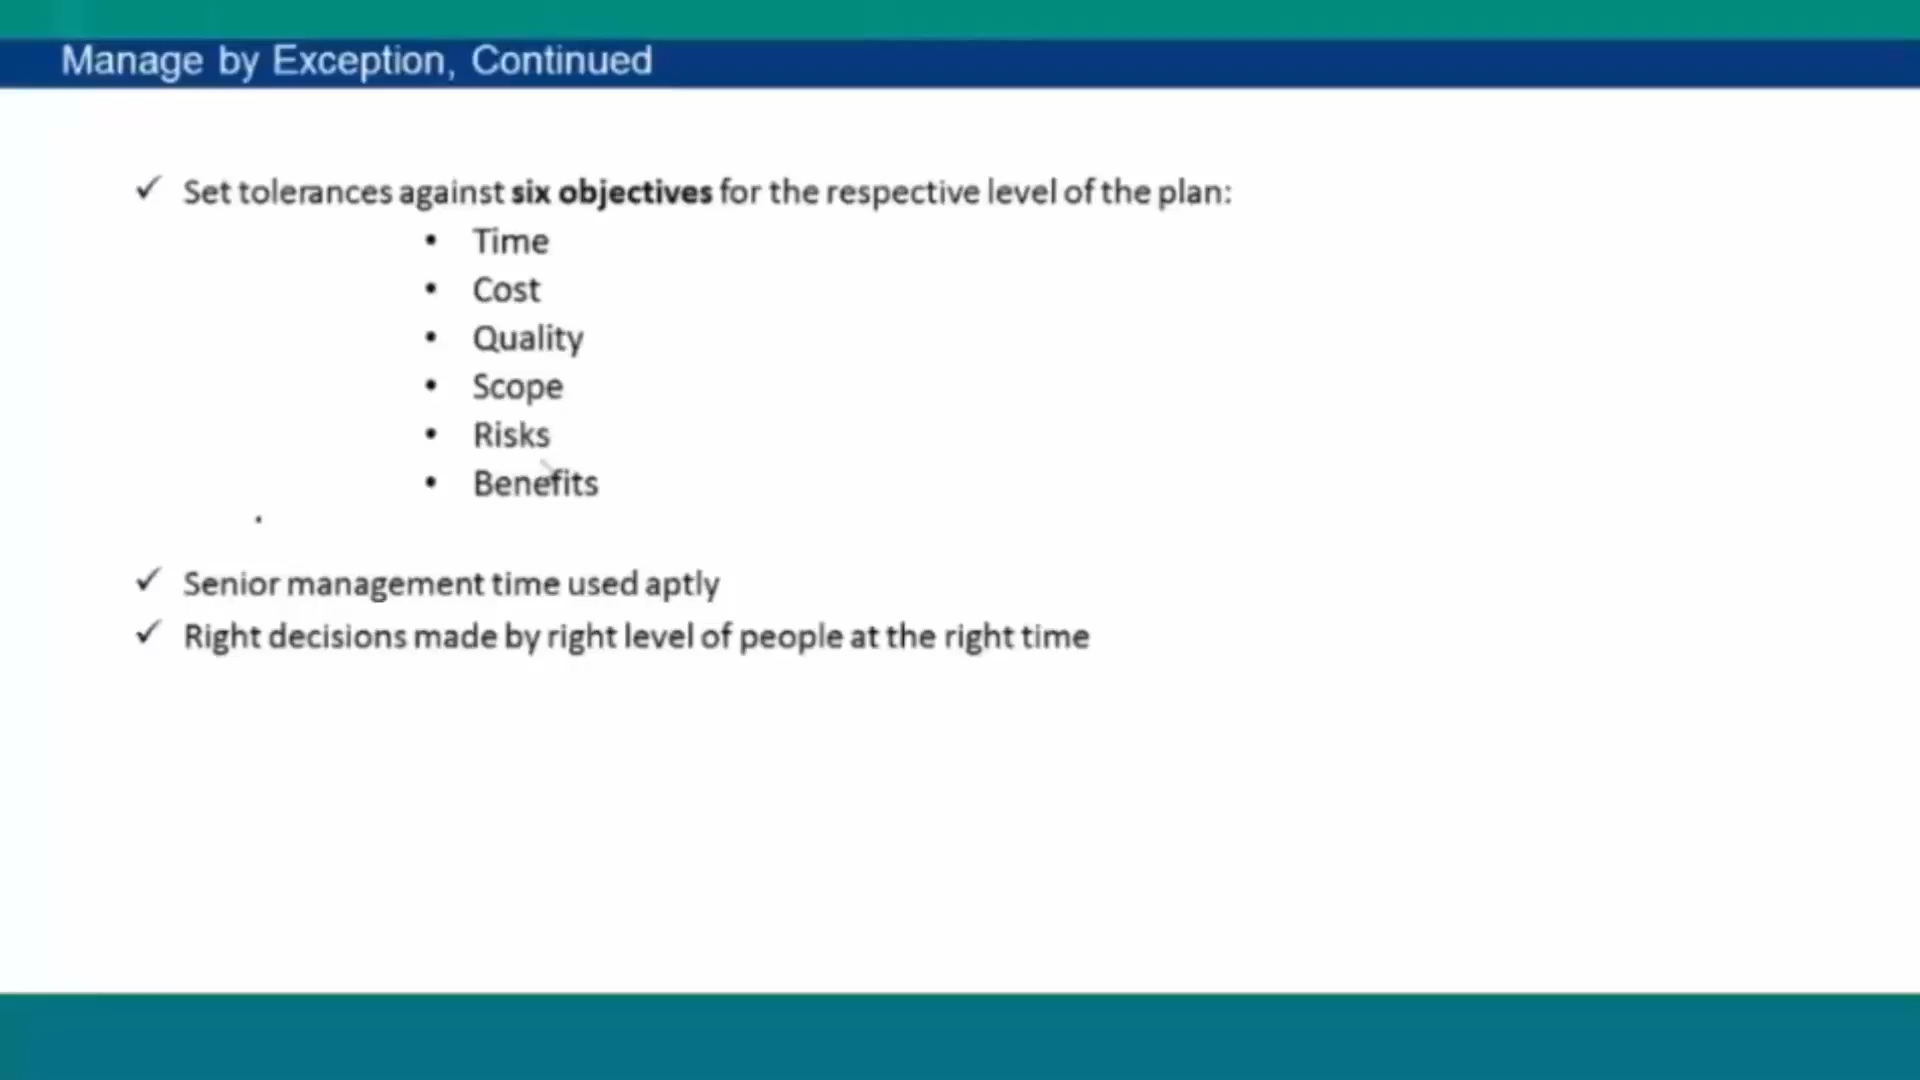 Manage by Exception, Continued
✓ Set tolerances against six objectives for the respective level of the plan:
• Time
• Cost
• Quality
• Scope
• Risks
• Benefits
.
✓ Senior management time used aptly
✓ Right decisions made by right level of people at the right time